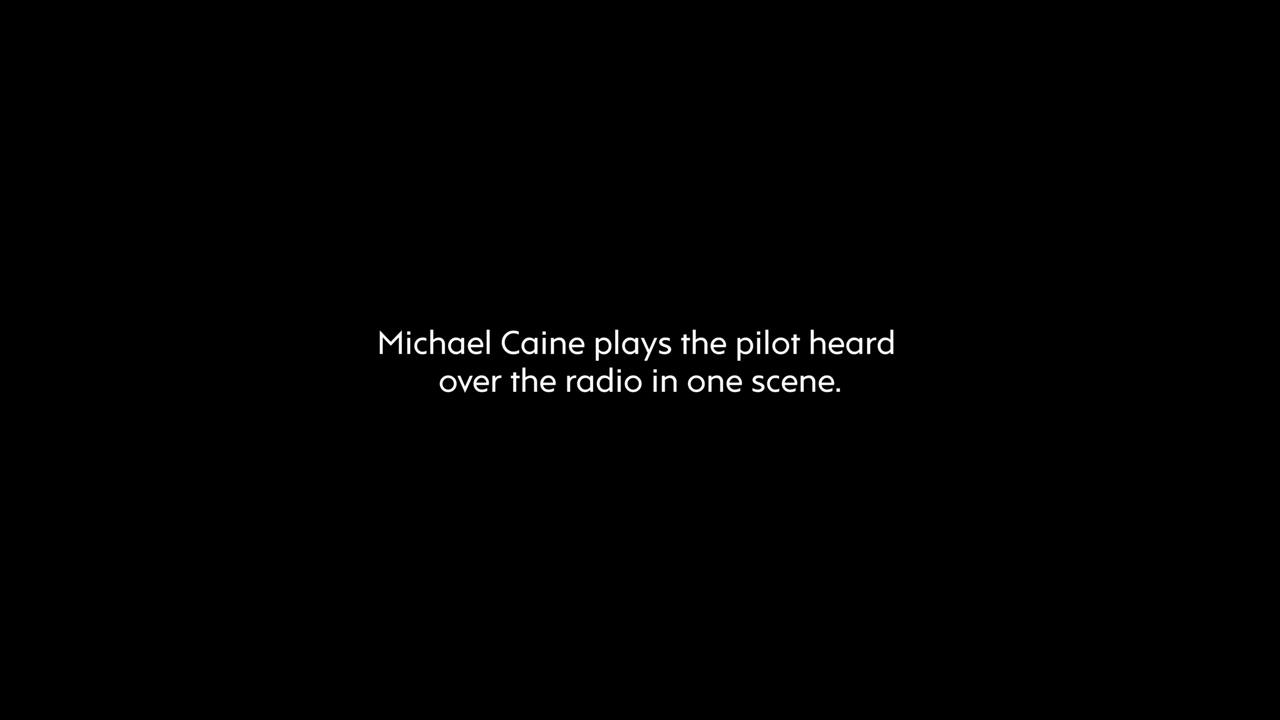 Michael Caine plays the pilot heard
over the radio in one scene.